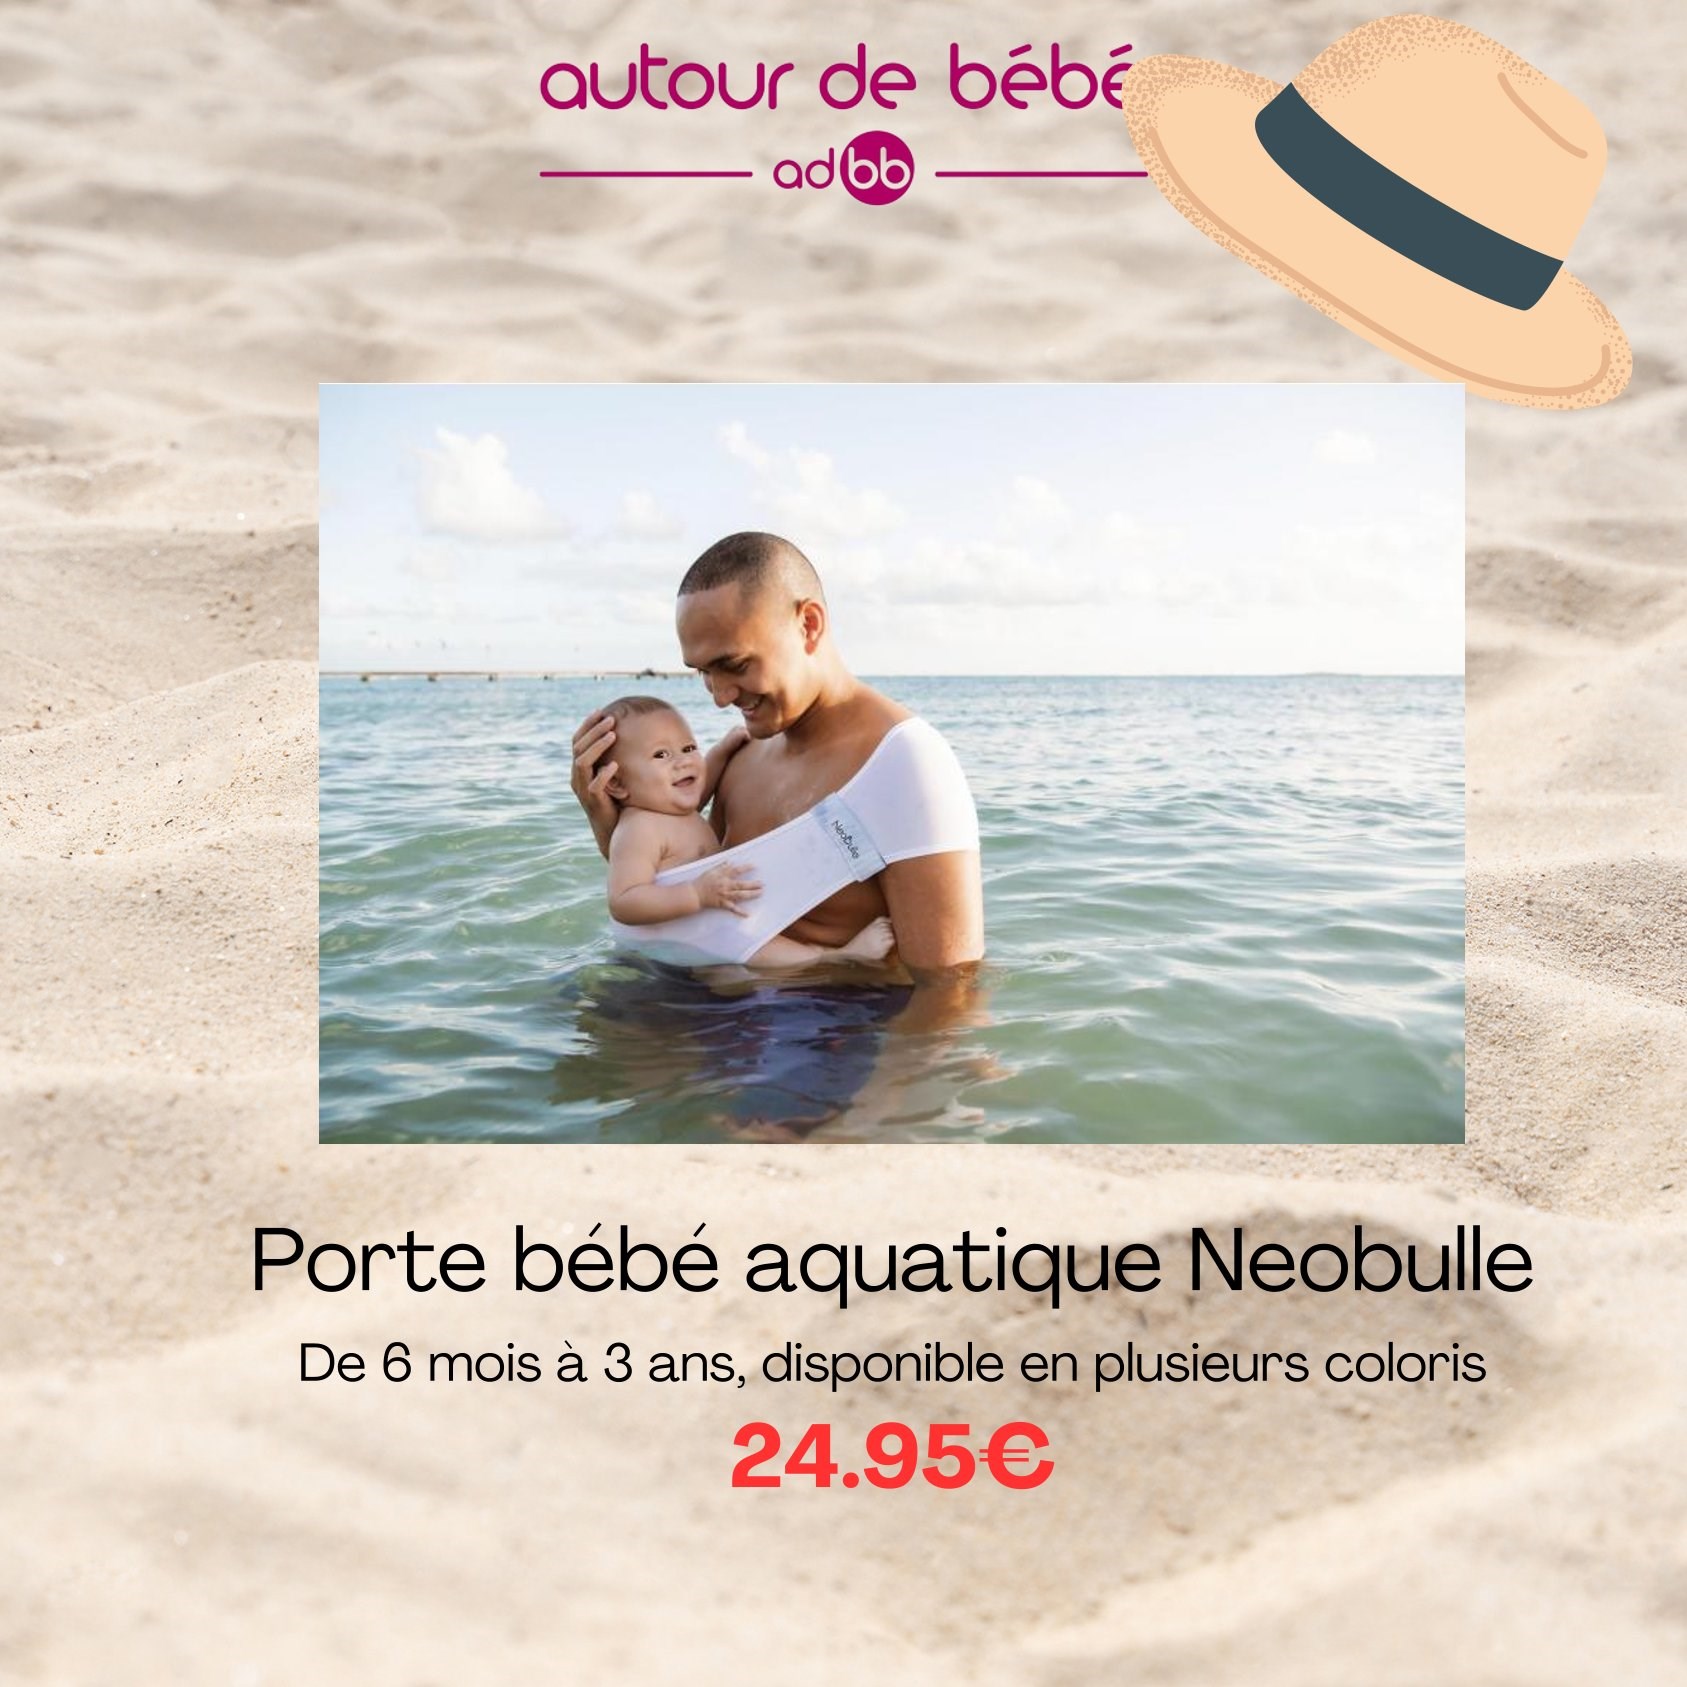 autour de bébé
adbb
Neobulle
Porte bébé aquatique Neobulle
De 6 mois à 3 ans, disponible en plusieurs coloris
24.95€